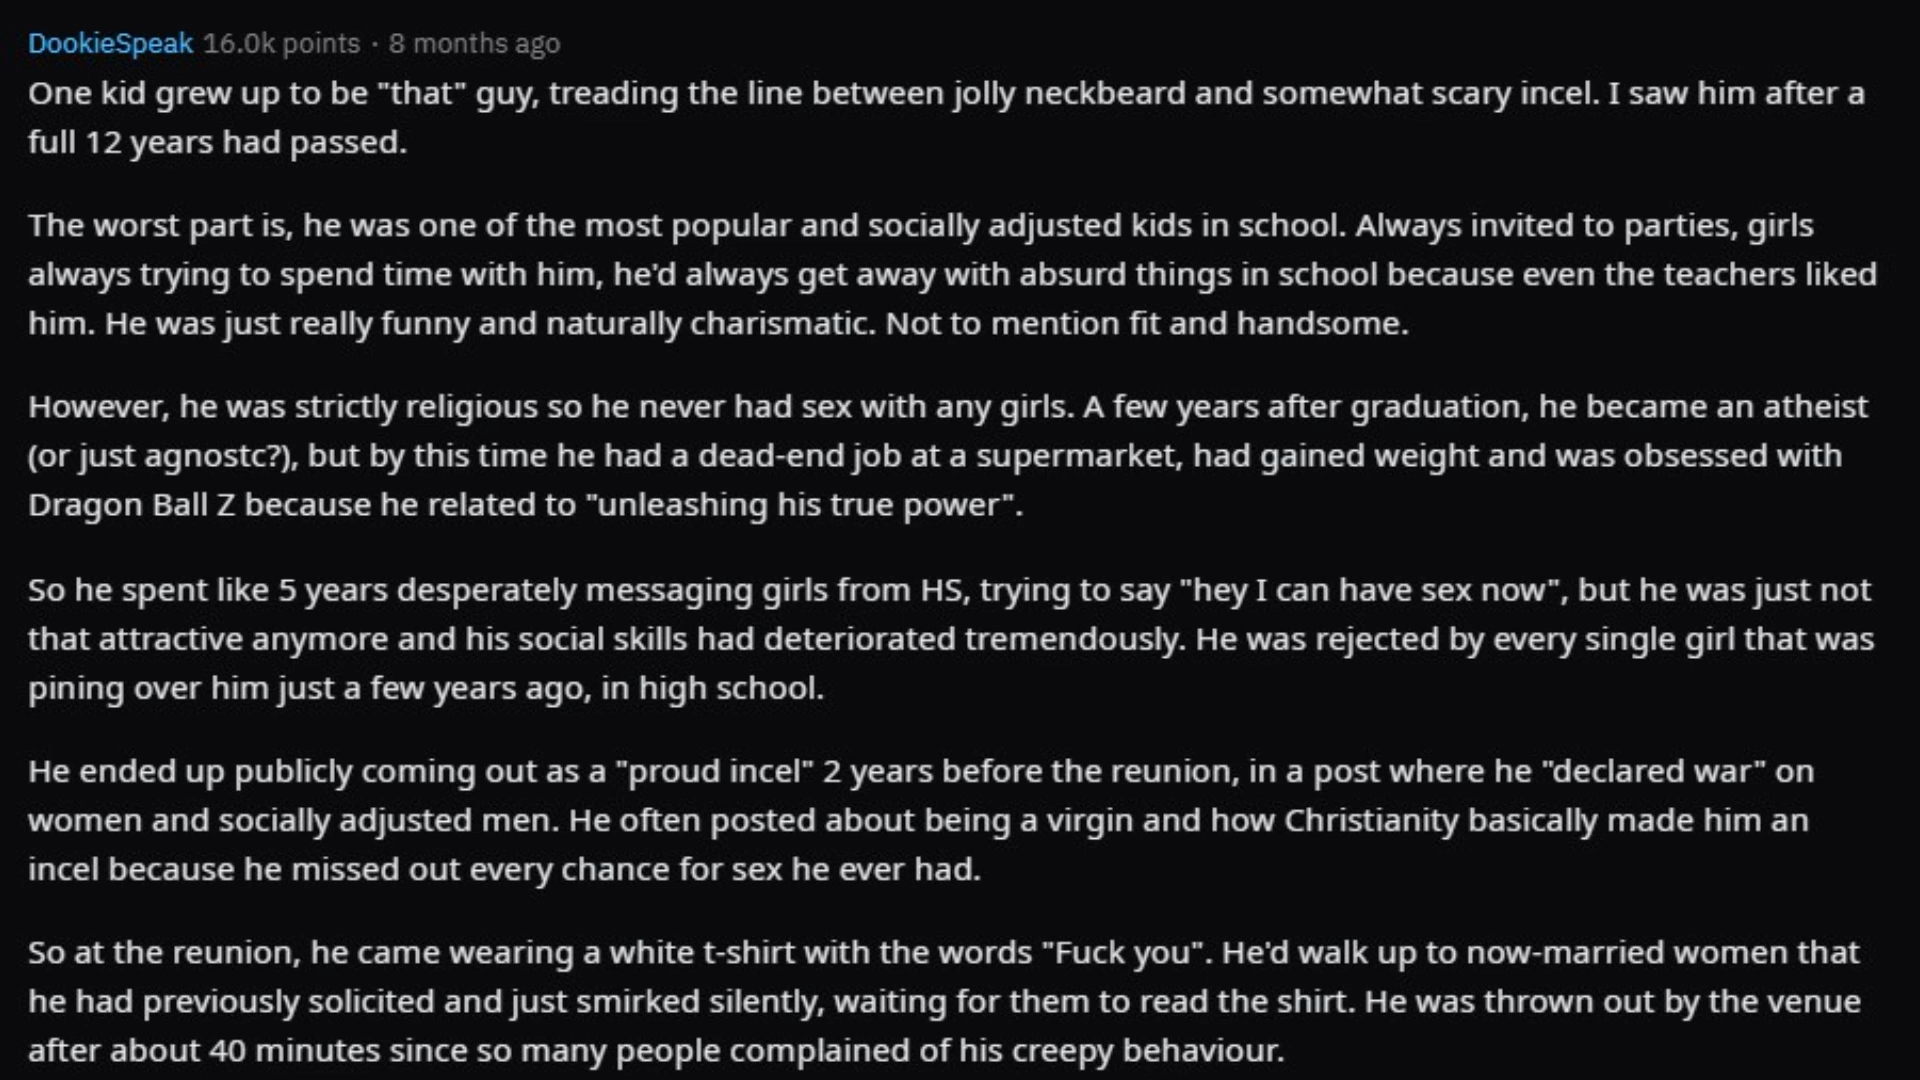 DookieSpeak 16.0k points · 8 months ago
One kid grew up to be "that" guy, treading the line between jolly neckbeard and somewhat scary incel. I saw him after a
full 12 years had passed.
The worst part is, he was one of the most popular and socially adjusted kids in school. Always invited to parties, girls
always trying to spend time with him, he'd always get away with absurd things in school because even the teachers liked
him. He was just really funny and naturally charismatic. Not to mention fit and handsome.
However, he was strictly religious so he never had sex with any girls. A few years after graduation, he became an atheist
(or just agnostc?), but by this time he had a dead-end job at a supermarket, had gained weight and was obsessed with
Dragon Ball Z because he related to "unleashing his true power".
So he spent like 5 years desperately messaging girls from HS, trying to say "hey I can have sex now", but he was just not
that attractive anymore and his social skills had deteriorated tremendously. He was rejected by every single girl that was
pining over him just a few years ago, in high school.
He ended up publicly coming out as a "proud incel" 2 years before the reunion, in a post where he "declared war" on
women and socially adjusted men. He often posted about being a virgin and how Christianity basically made him an
incel because he missed out every chance for sex he ever had.
So at the reunion, he came wearing a white t-shirt with the words "Fuck you". He'd walk up to now-married women that
he had previously solicited and just smirked silently, waiting for them to read the shirt. He was thrown out by the venue
after about 40 minutes since so many people complained of his creepy behaviour.